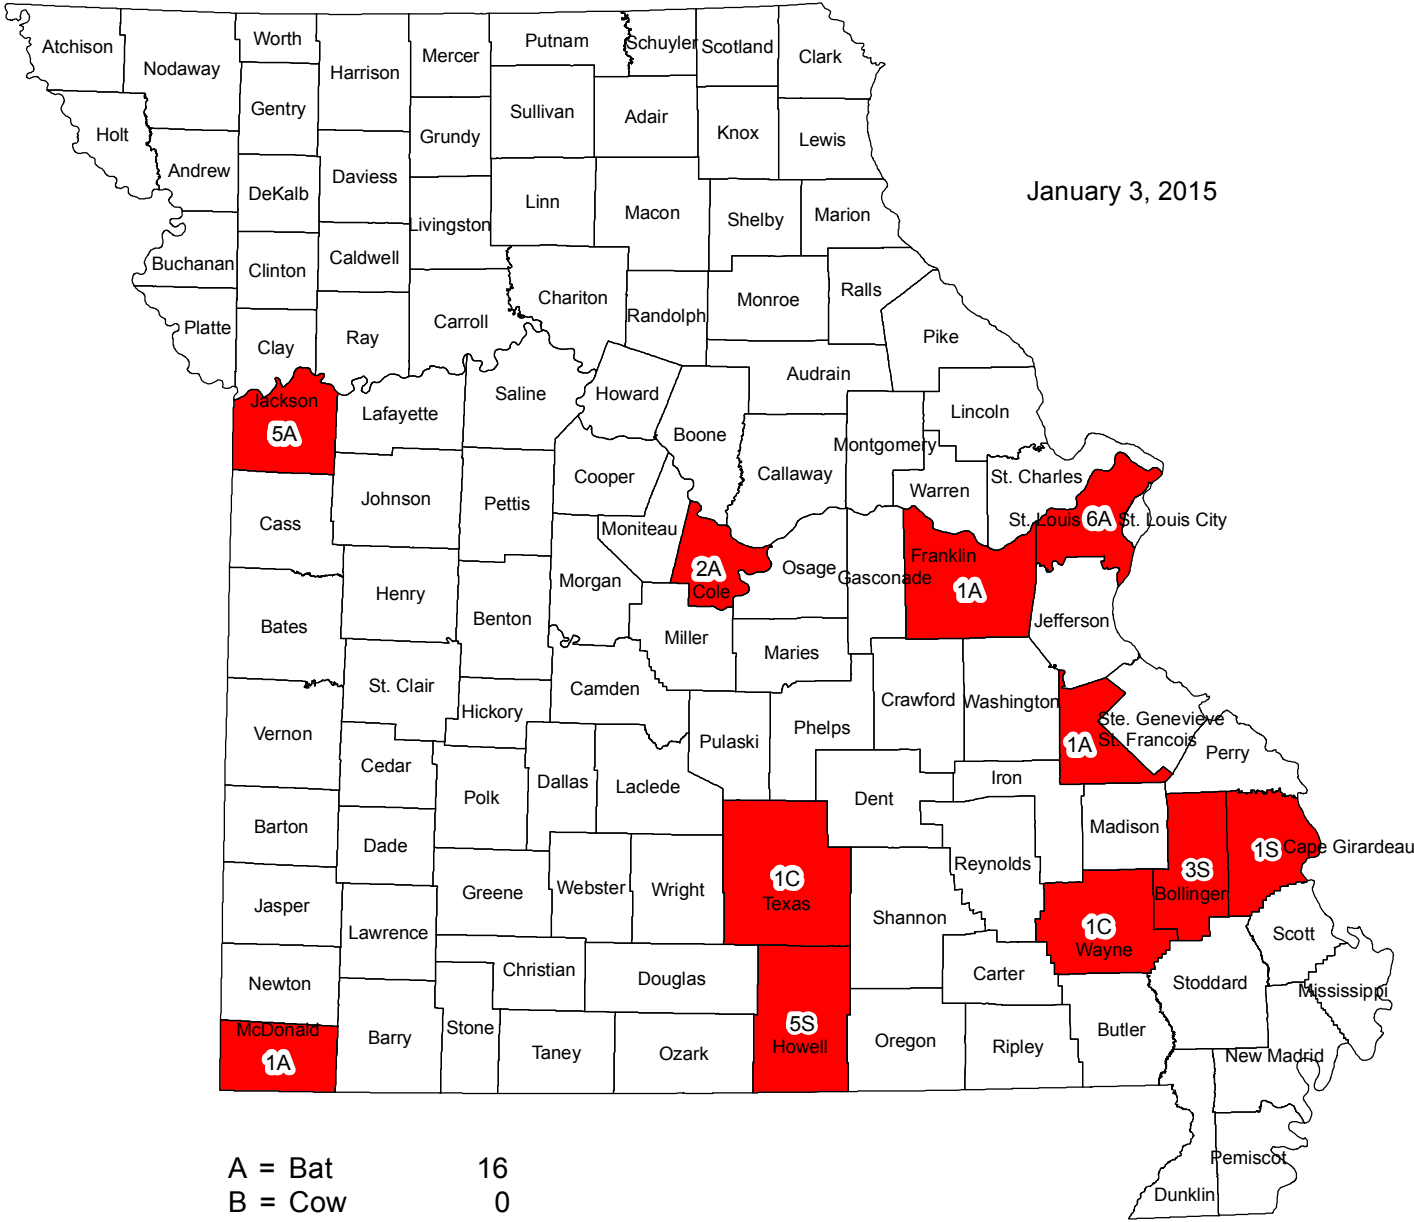 Atchison
Nodaway
Worth
Harrison
Mercer
Putnam
Schuyler
Scotland
Clark
Holt
Gentry
Andrew
DeKalb
Daviess
Grundy
Sullivan
Adair
Knox
Lewis
January 3, 2015
Livingston
Linn
Macon
Shelby
Marion
Buchanan
Clinton
Caldwell
Platte
Clay
Ray
Carroll
Chariton
Randolph
Monroe
Ralls
Pike
Jackson
5A
Lafayette
Saline
Howard
Boone
Audrain
Callaway
Montgomery
Lincoln
Warren
St. Charles
St. Louis
6A
St. Louis City
Cass
Johnson
Pettis
Cooper
Moniteau
2A
Cole
Osage
Gasconade
Franklin
1A
Jefferson
Bates
Henry
Benton
Morgan
Miller
Maries
Vernon
St. Clair
Hickory
Camden
Pulaski
Phelps
Crawford
Washington
Ste. Genevieve
St. Francois
1A
Perry
Cedar
Polk
Dallas
Laclede
Dent
Iron
Barton
Dade
Greene
Webster
Wright
1C
Texas
Reynolds
Madison
3S
Bollinger
1S
Cape Girardeau
Jasper
Lawrence
Shannon
1C
Wayne
Scott
Newton
Christian
Douglas
Carter
Stoddard
Mississippi
McDonald
1A
Barry
Stone
Taney
Ozark
5S
Howell
Oregon
Ripley
Butler
New Madrid
Pemiscot
Dunklin
A = Bat 16
B = Cow 0